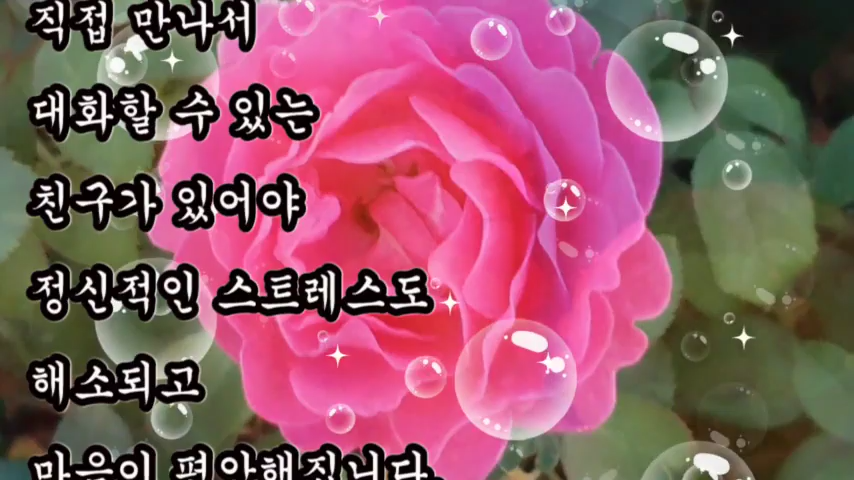 직접 만나서
대화할 수 있는
친구가 있어야
정신적인 스트레스도
해소되고
마음이 편안해집니다.